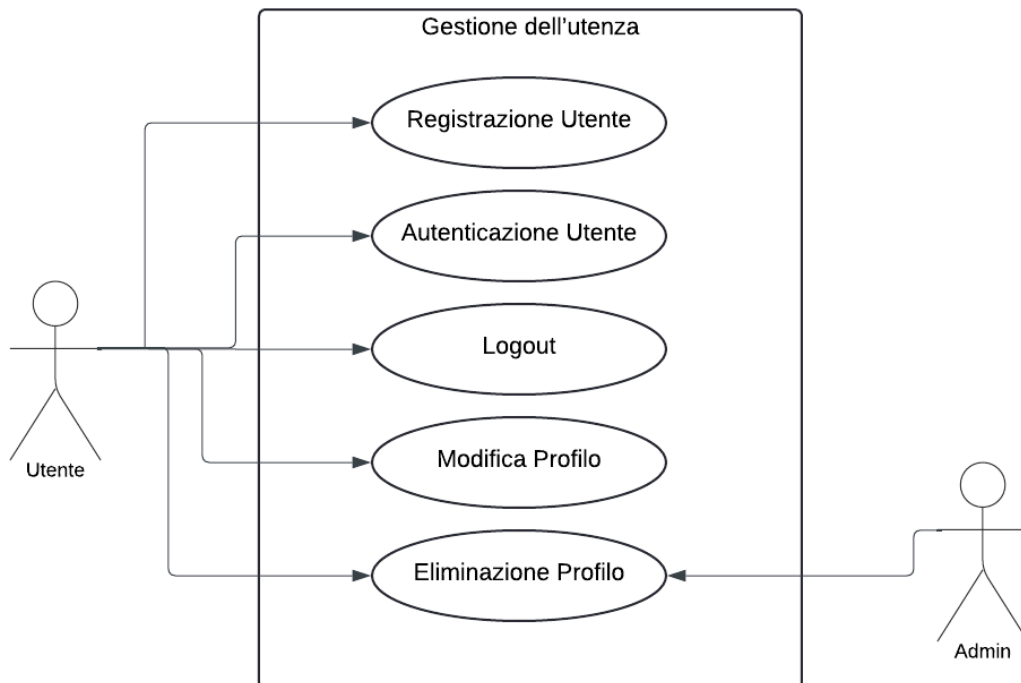 Gestione dell'utenza
Registrazione Utente
Autenticazione Utente
Logout
Utente
Modifica Profilo
Eliminazione Profilo
Admin